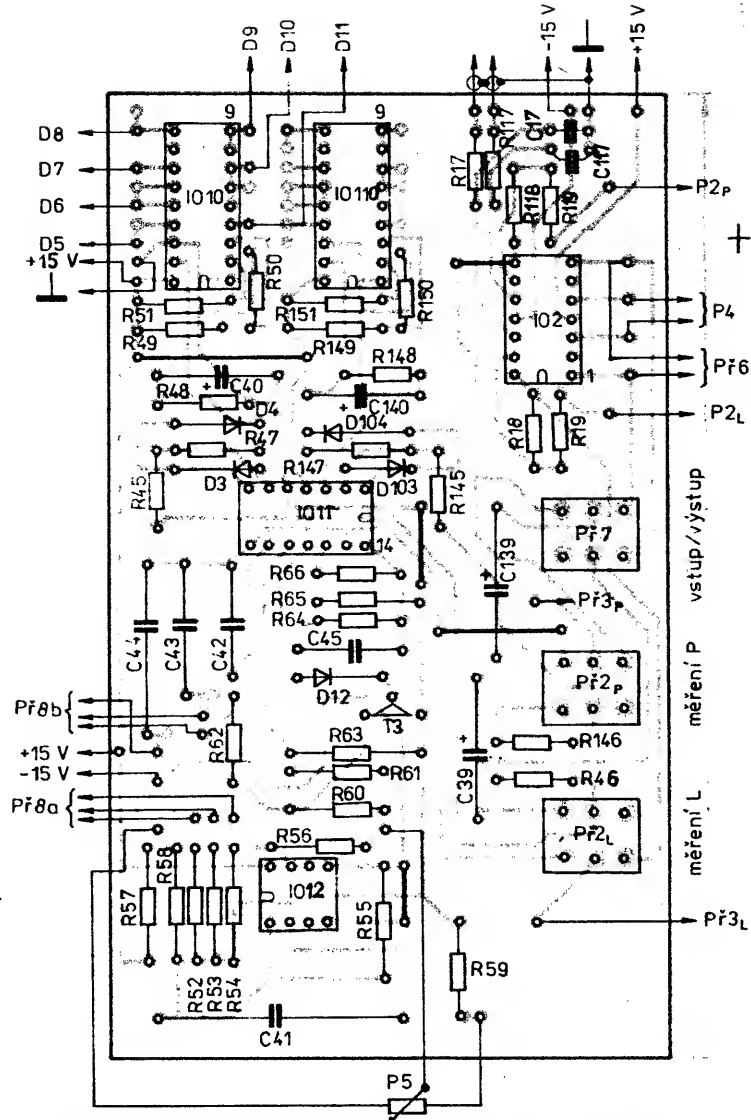 D9
D10
D11
-15 V
+15 V
D8
D7
D6
D5
+15 V
9
9
IO10
IO110
R17
R117
C17
C117
R118
R119
P2P
R50
R150
R51
R151
R49
R149
IO2
1
P4
Př6
P2L
R148
C40
+
R48
C140
+
D4
D104
R47
R147
D3
D103
R45
R145
R18
R19
IO11
14
Př7
vstup/výstup
R66
R65
R64
C139
+
Př3P
C44
C43
C42
C45
D12
T3
Př2P
měření P
Př8b
+15 V
-15 V
Př8a
R62
R63
R61
R60
C39
+
R146
R46
Př2L
měření L
R56
R57
R58
IO12
R55
R52
R53
R54
R59
Př3L
C41
P5